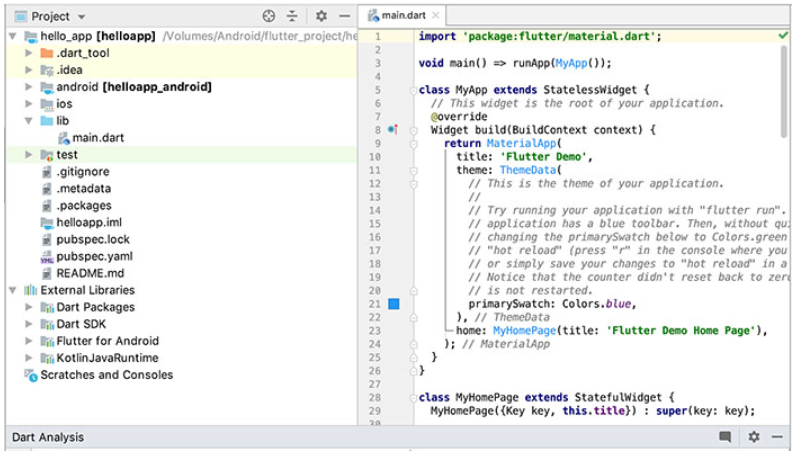 Project
hello_app [helloapp] /Volumes/Android/flutter_project/he
.dart_tool
.idea
android [helloapp_android]
ios
lib
main.dart
test
.gitignore
.metadata
.packages
helloapp.iml
pubspec.lock
pubspec.yaml
README.md
External Libraries
Dart Packages
Dart SDK
Flutter for Android
KotlinJavaRuntime
Scratches and Consoles
main.dart
1 import 'package:flutter/material.dart';
2
3 void main() => runApp(MyApp());
4
5 class MyApp extends StatelessWidget {
6 // This widget is the root of your application.
7 @override
8 Widget build(BuildContext context) {
9 return MaterialApp(
10 title: 'Flutter Demo',
11 theme: ThemeData(
12 // This is the theme of your application.
13 //
14 // Try running your application with "flutter run".
15 // application has a blue toolbar. Then, without qu
16 // changing the primarySwatch below to Colors.green
17 // "hot reload" (press "r" in the console where you
18 // or simply save your changes to "hot reload" in a
19 // Notice that the counter didn't reset back to zero
20 // is not restarted.
21 primarySwatch: Colors.blue,
22 ), // ThemeData
23 home: MyHomePage(title: 'Flutter Demo Home Page'),
24 ); // MaterialApp
25 }
26 }
27
28 class MyHomePage extends StatefulWidget {
29 MyHomePage({Key key, this.title}) : super(key: key);
30
Dart Analysis